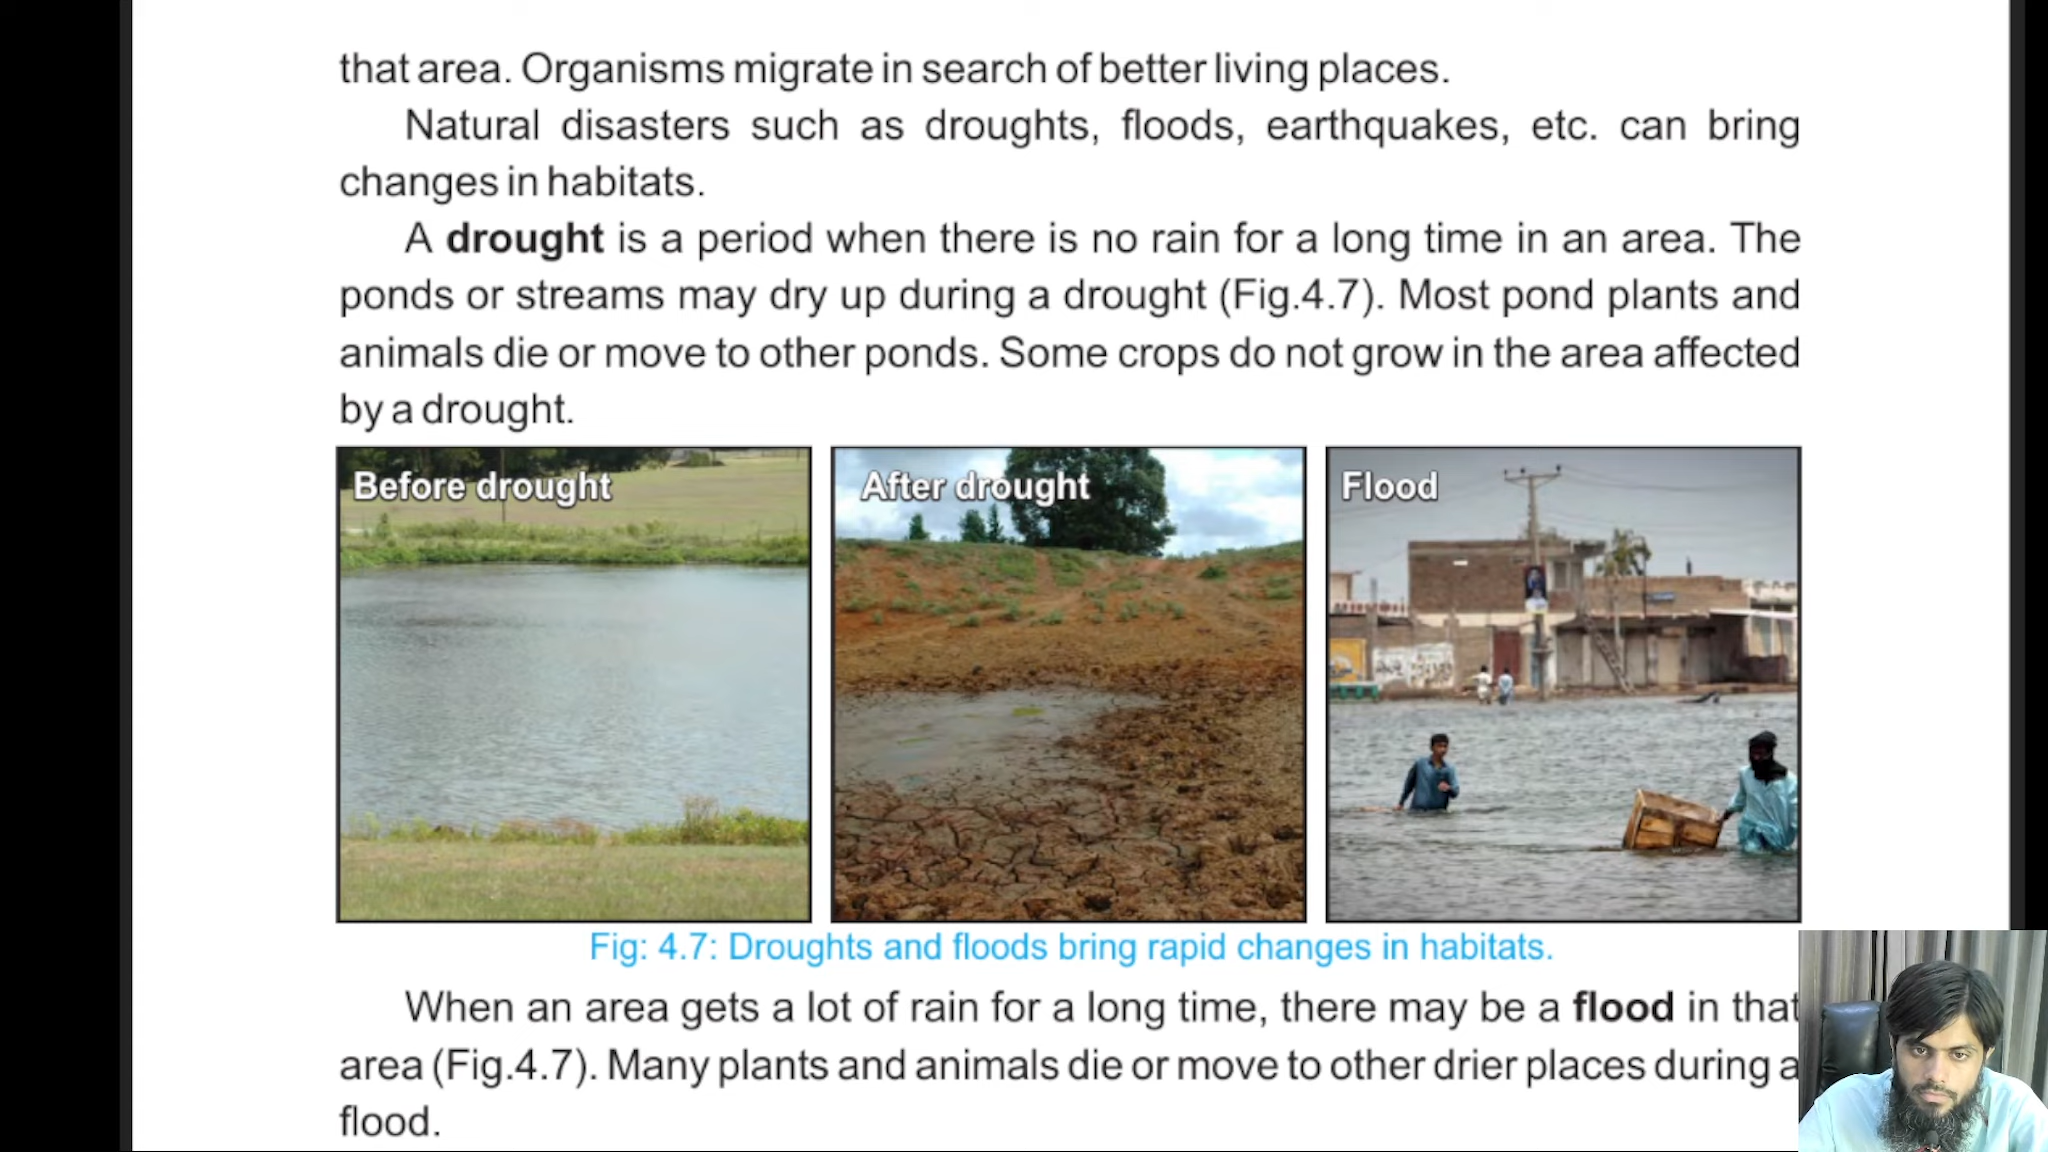 that area. Organisms migrate in search of better living places.
Natural disasters such as droughts, floods, earthquakes, etc. can bring
changes in habitats.
A drought is a period when there is no rain for a long time in an area. The
ponds or streams may dry up during a drought (Fig.4.7). Most pond plants and
animals die or move to other ponds. Some crops do not grow in the area affected
by a drought.
Before drought
After drought
Flood
Fig: 4.7: Droughts and floods bring rapid changes in habitats.
When an area gets a lot of rain for a long time, there may be a flood in that
area (Fig.4.7). Many plants and animals die or move to other drier places during a
flood.